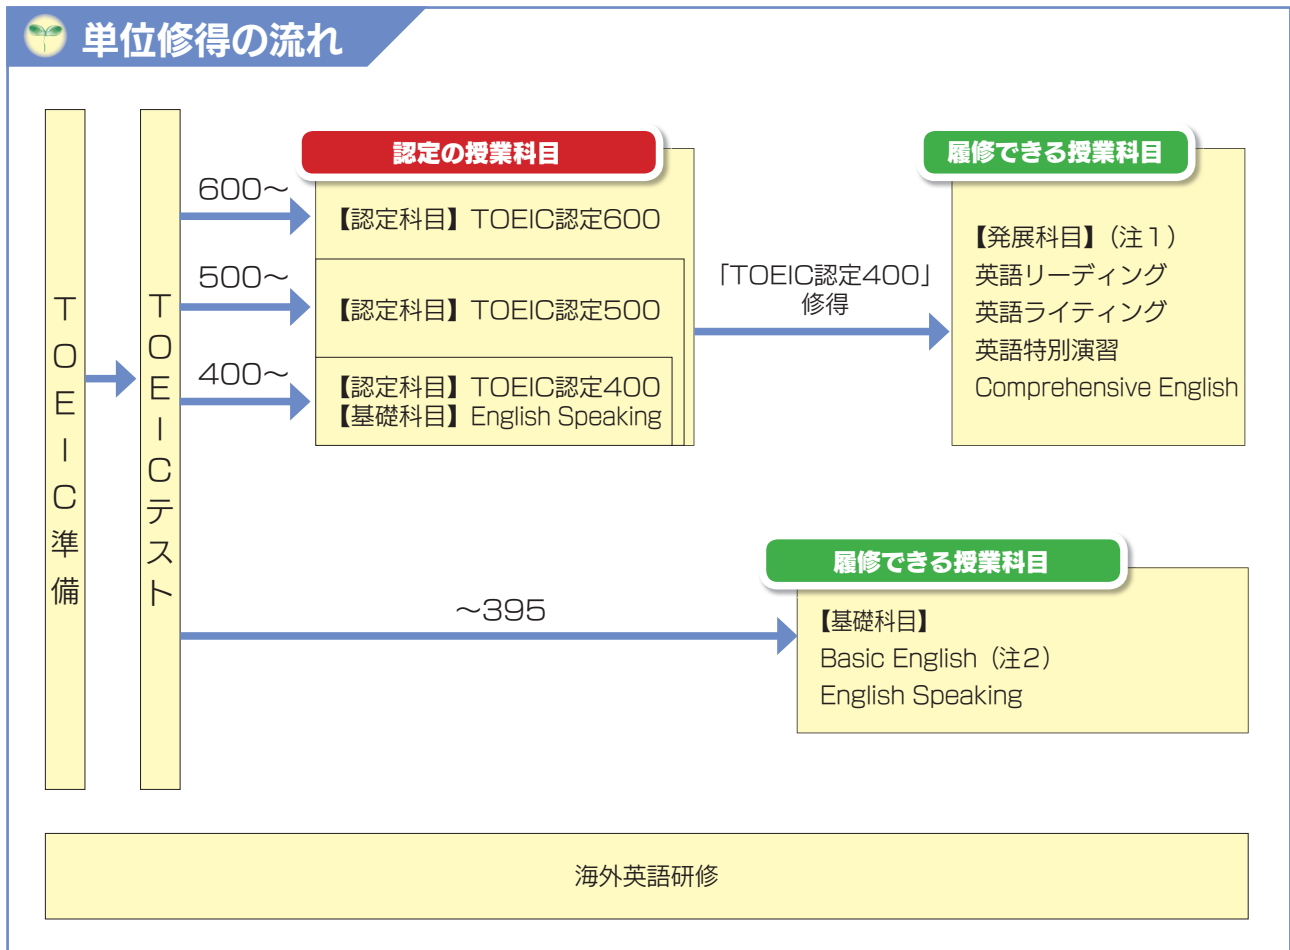 単位修得の流れ
TOEIC準備
TOEICテスト
認定の授業科目
600～
【認定科目】TOEIC認定600
500～
【認定科目】TOEIC認定500
400～
【認定科目】TOEIC認定400
【基礎科目】English Speaking
「TOEIC認定400」
修得
履修できる授業科目
【発展科目】（注１）
英語リーディング
英語ライティング
英語特別演習
Comprehensive English
～395
履修できる授業科目
【基礎科目】
Basic English（注２）
English Speaking
海外英語研修